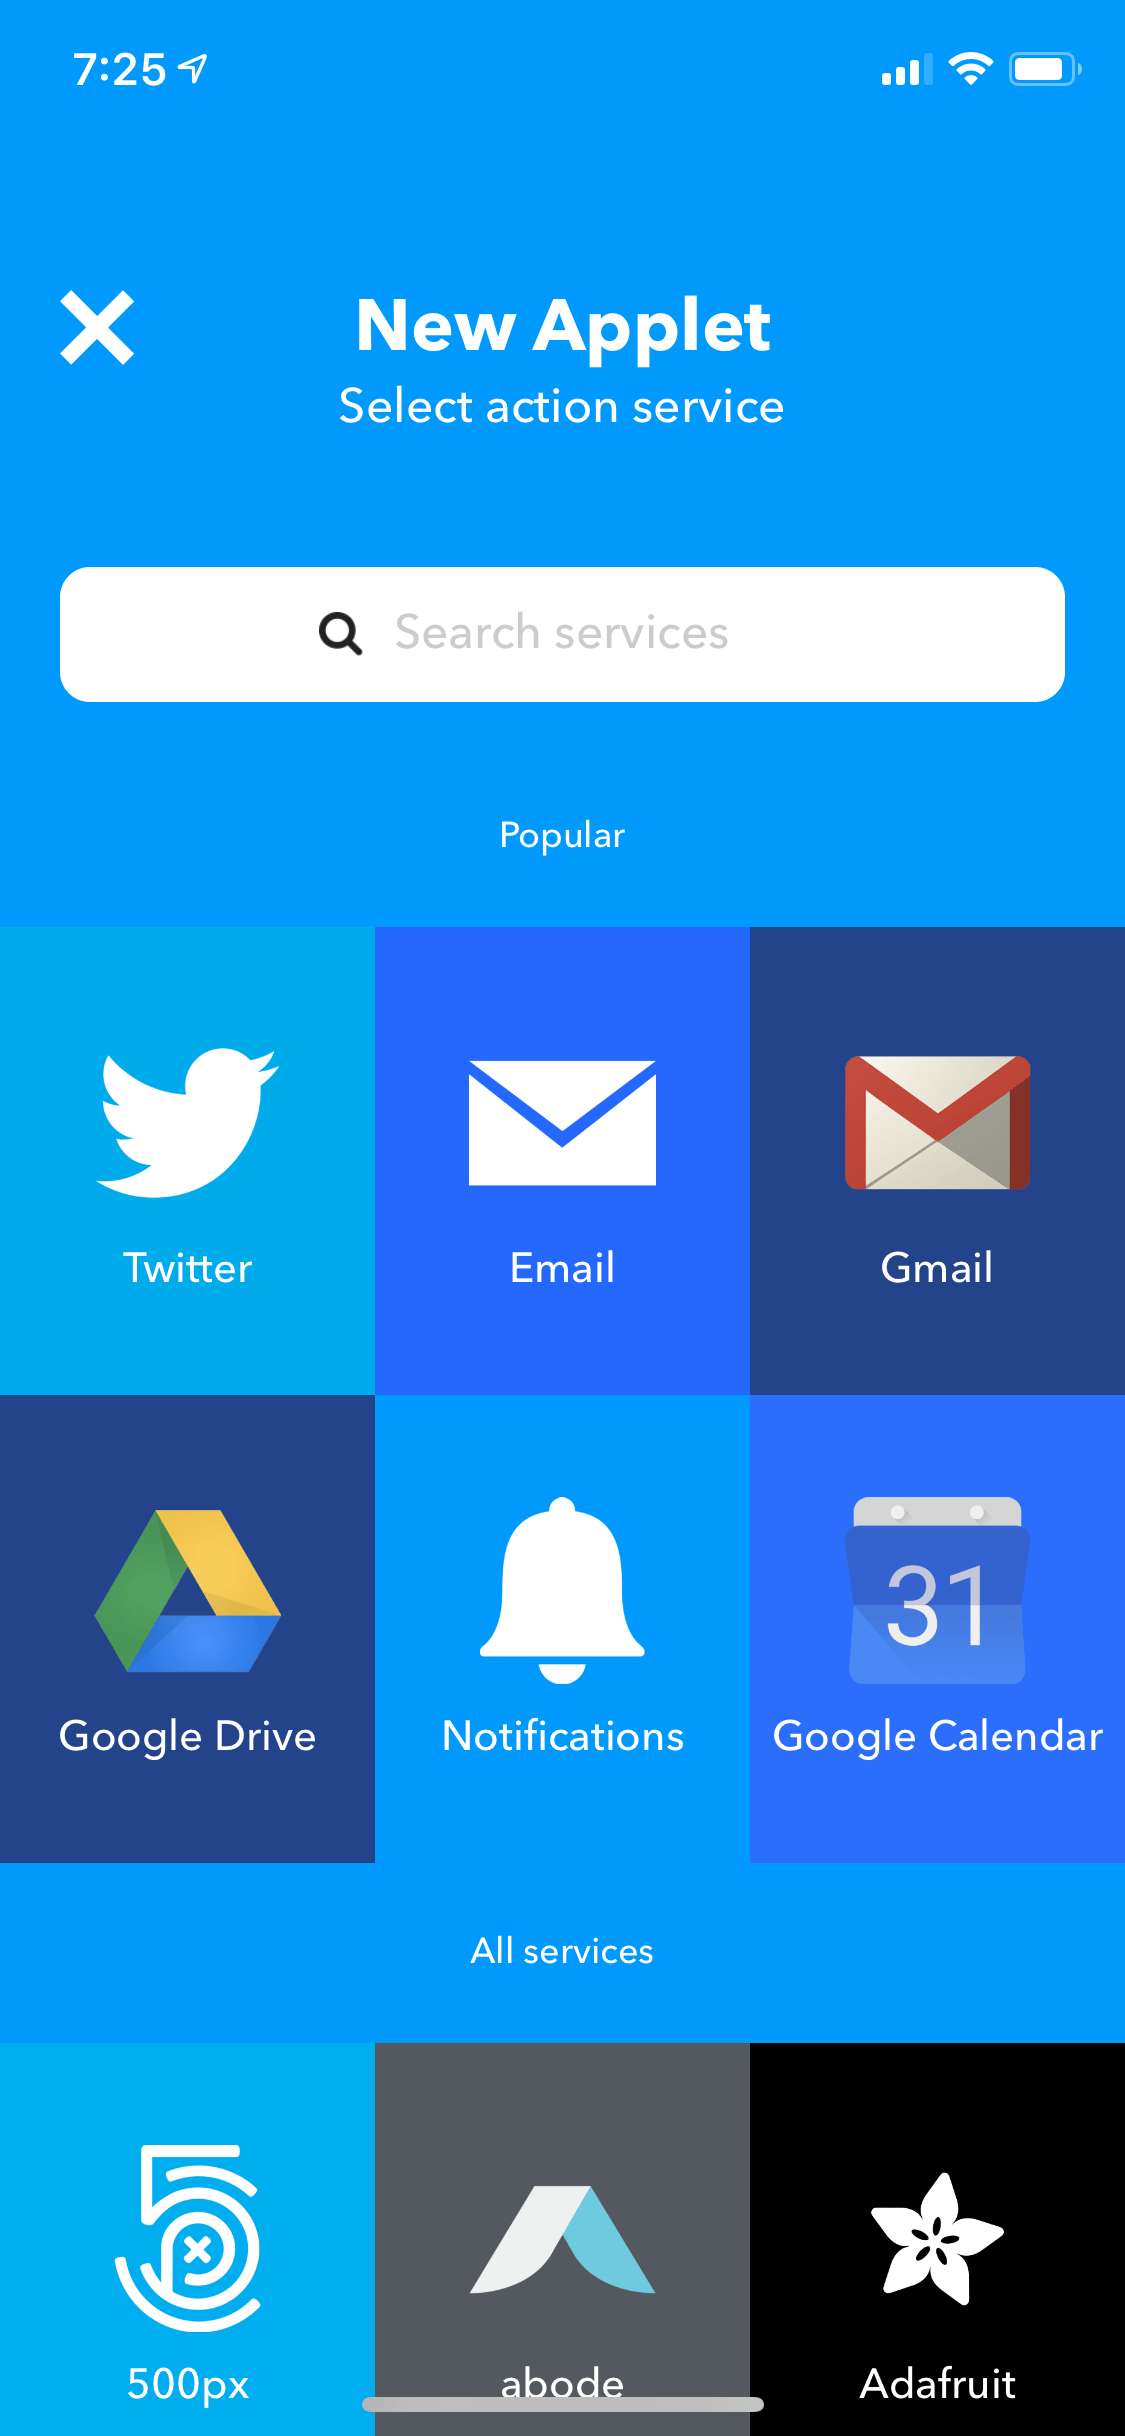 7:25
New Applet
Select action service
Search services
Popular
Twitter
Email
Gmail
31
Google Drive
Notifications
Google Calendar
All services
500px
abode
Adafruit